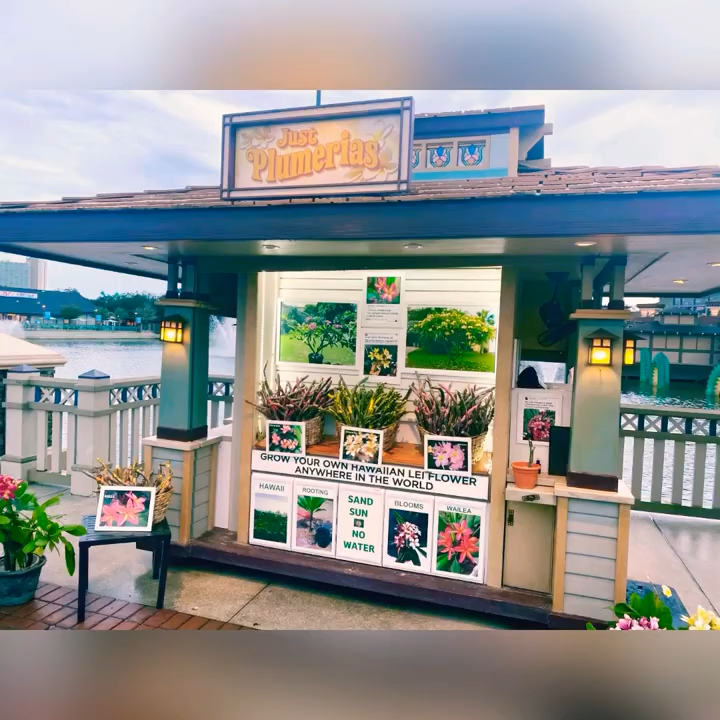 Just
Plumerias
GROW YOUR OWN HAWAIIAN LEI FLOWER
ANYWHERE IN THE WORLD
HAWAII
ROOTING
SAND
SUN
NO
WATER
BLOOMS
WAILEA